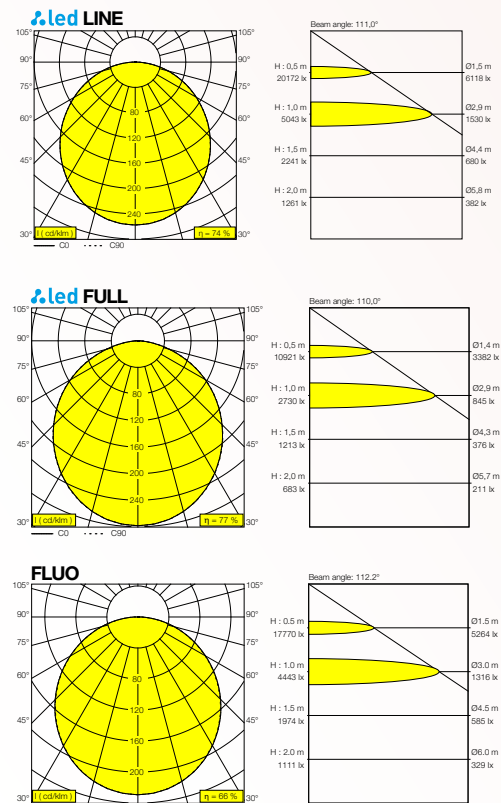 led LINE
105° 105°
90° 90°
75° 75°
60° 60°
45° 45°
30° 30°
80
120
160
200
240
I ( cd/klm ) η = 74 %
C0 C90
Beam angle: 111,0°
H : 0,5 m Ø1,5 m
20172 lx 6118 lx
H : 1,0 m Ø2,9 m
5043 lx 1530 lx
H : 1,5 m Ø4,4 m
2241 lx 680 lx
H : 2,0 m Ø5,8 m
1261 lx 382 lx
led FULL
105° 105°
90° 90°
75° 75°
60° 60°
45° 45°
30° 30°
80
120
160
200
240
I ( cd/klm ) η = 77 %
C0 C90
Beam angle: 110,0°
H : 0,5 m Ø1,4 m
10921 lx 3382 lx
H : 1,0 m Ø2,9 m
2730 lx 845 lx
H : 1,5 m Ø4,3 m
1213 lx 376 lx
H : 2,0 m Ø5,7 m
683 lx 211 lx
FLUO
105° 105°
90° 90°
75° 75°
60° 60°
45° 45°
30° 30°
80
120
160
200
I ( cd/klm ) η = 66 %
Beam angle: 112.2°
H : 0.5 m Ø1.5 m
17770 lx 5264 lx
H : 1.0 m Ø3.0 m
4443 lx 1316 lx
H : 1.5 m Ø4.5 m
1974 lx 585 lx
H : 2.0 m Ø6.0 m
1111 lx 329 lx